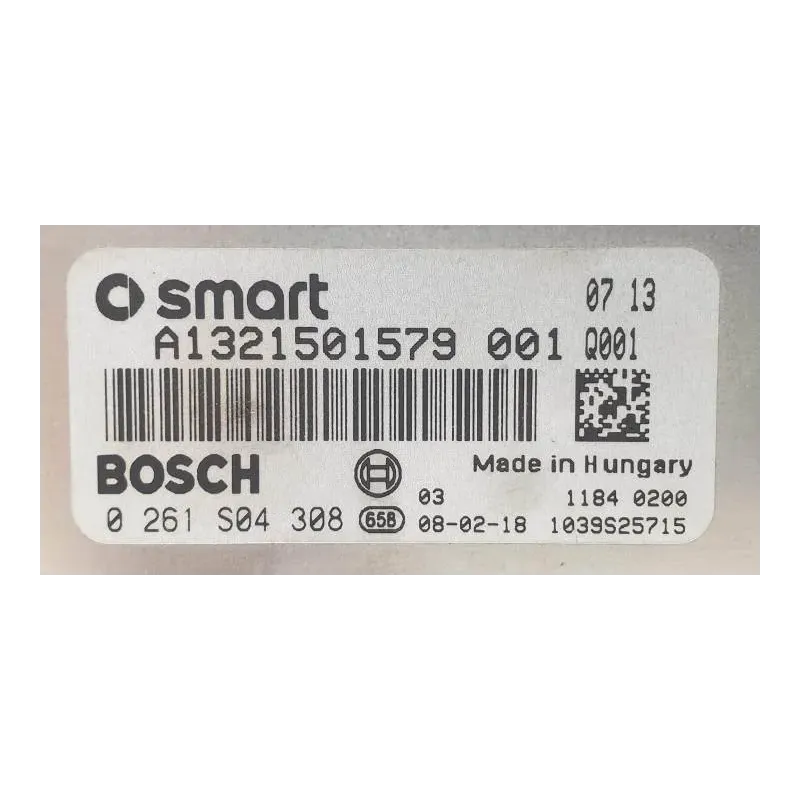 smart 07 13
A1321501579 001 Q001
BOSCH Made in Hungary
03 1184 0200
0 261 S04 308 658 08-02-18 1039S25715